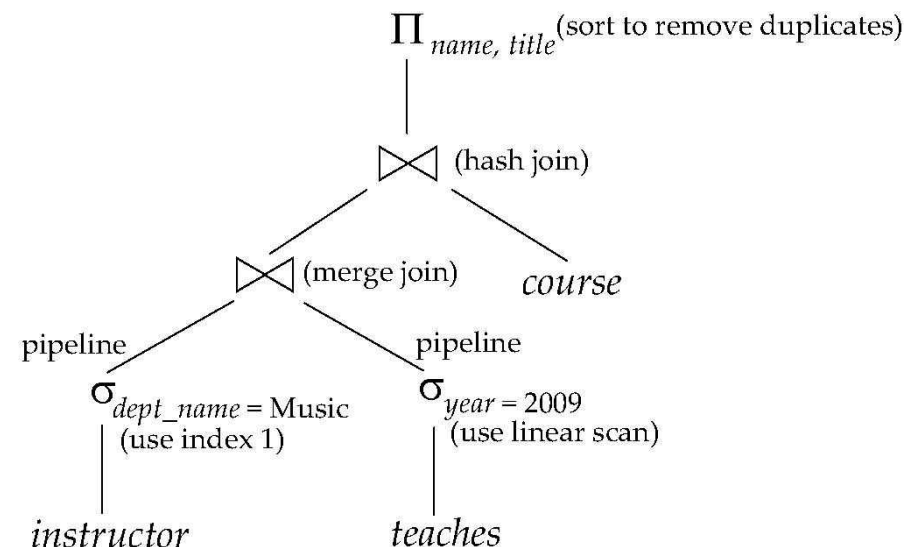 Π name, title (sort to remove duplicates)
(hash join)
(merge join)
course
pipeline
pipeline
σ dept_name = Music
σ year = 2009
(use index 1)
(use linear scan)
instructor
teaches